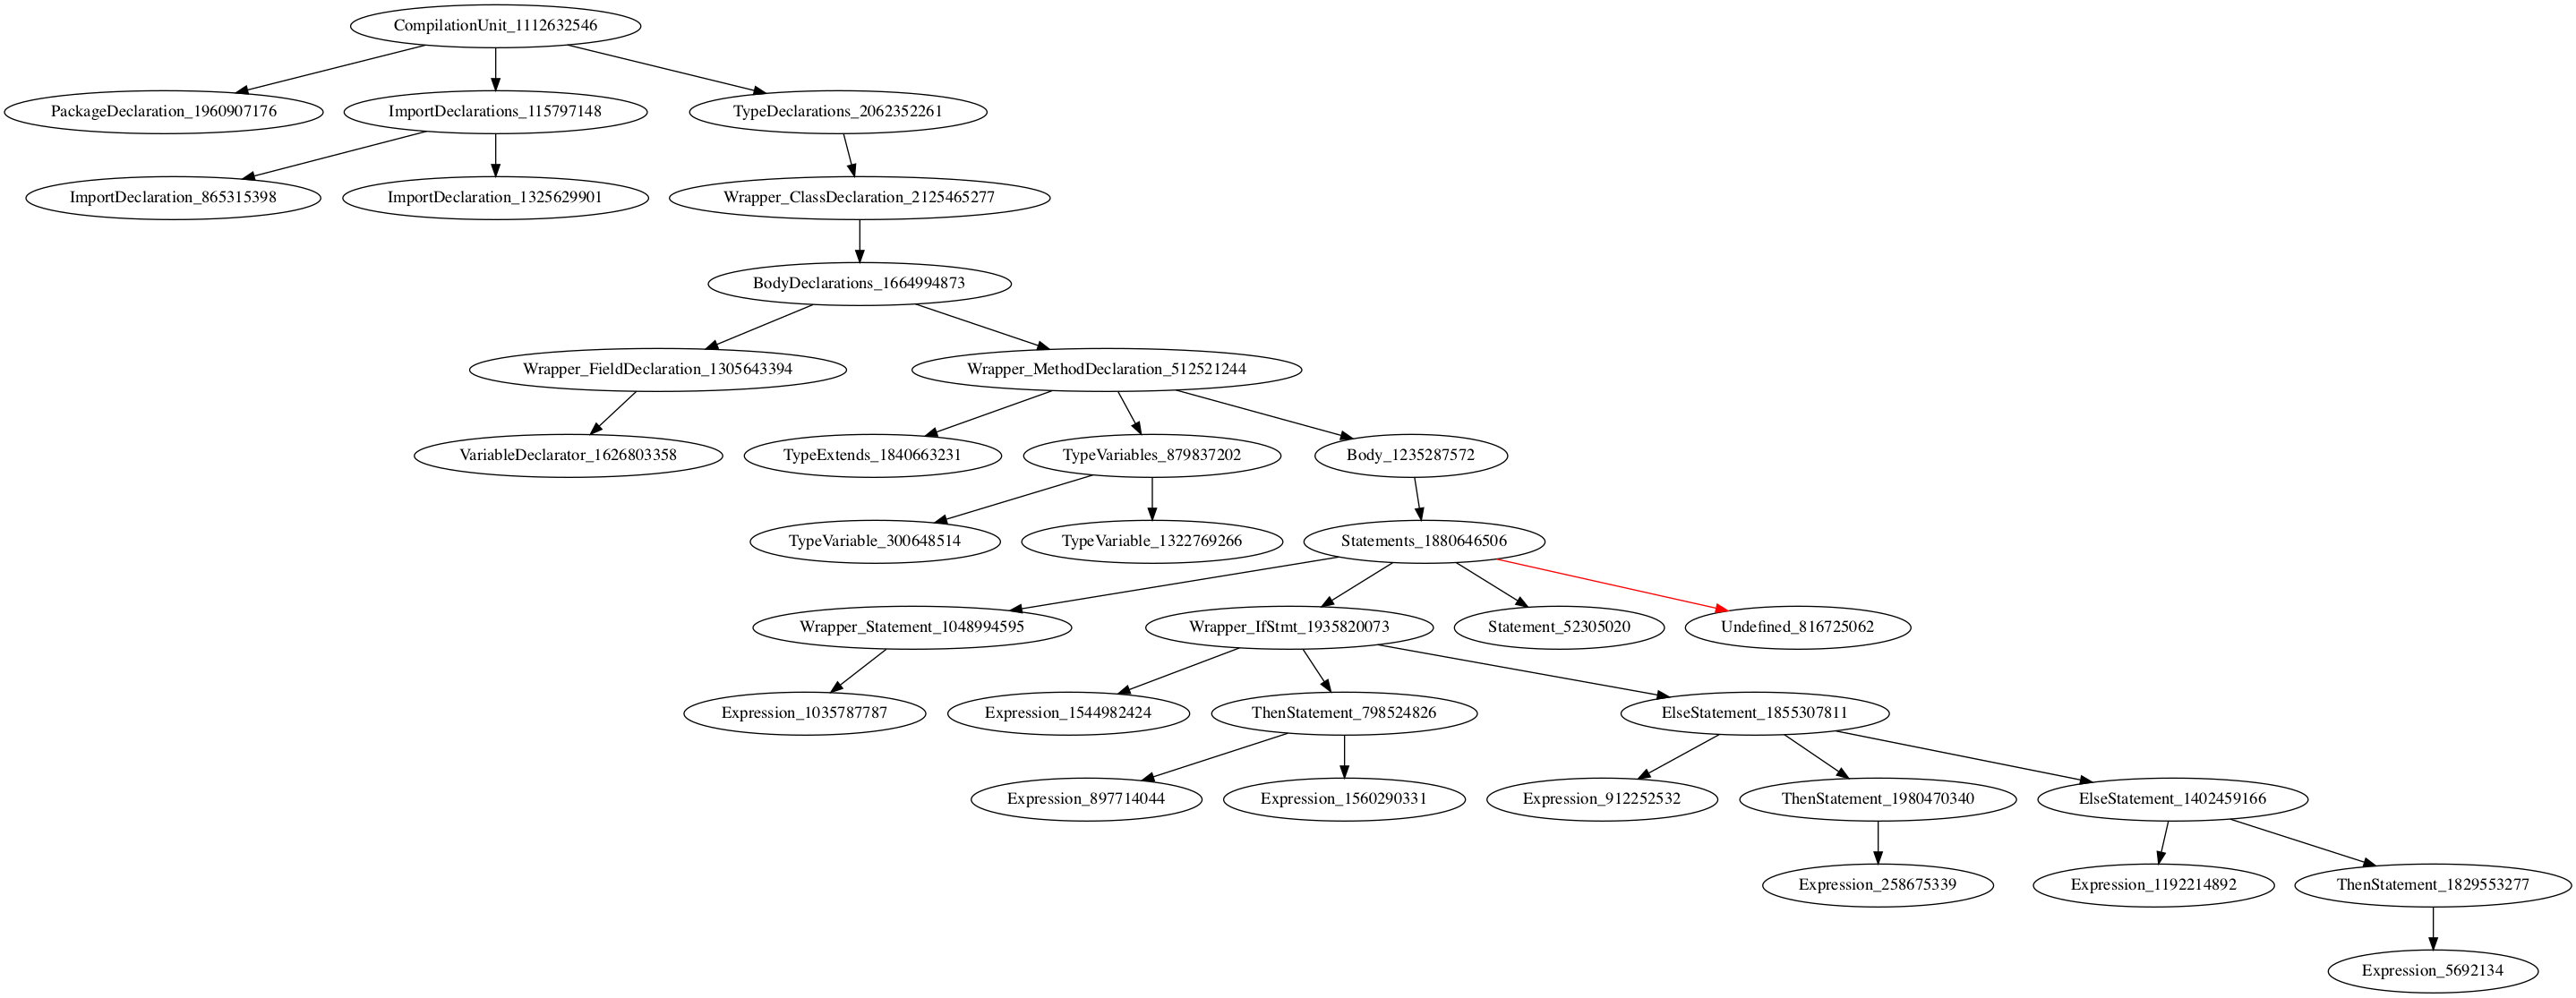 CompilationUnit_1112632546
PackageDeclaration_1960907176
ImportDeclarations_115797148
TypeDeclarations_2062352261
ImportDeclaration_865315398
ImportDeclaration_1325629901
Wrapper_ClassDeclaration_2125465277
BodyDeclarations_1664994873
Wrapper_FieldDeclaration_1305643394
Wrapper_MethodDeclaration_512521244
VariableDeclarator_1626803358
TypeExtends_1840663231
TypeVariables_879837202
Body_1235287572
TypeVariable_300648514
TypeVariable_1322769266
Statements_1880646506
Wrapper_Statement_1048994595
Wrapper_IfStmt_1935820073
Statement_52305020
Undefined_816725062
Expression_1035787787
Expression_1544982424
ThenStatement_798524826
ElseStatement_1855307811
Expression_897714044
Expression_1560290331
Expression_912252532
ThenStatement_1980470340
ElseStatement_1402459166
Expression_258675339
Expression_1192214892
ThenStatement_1829553277
Expression_5692134